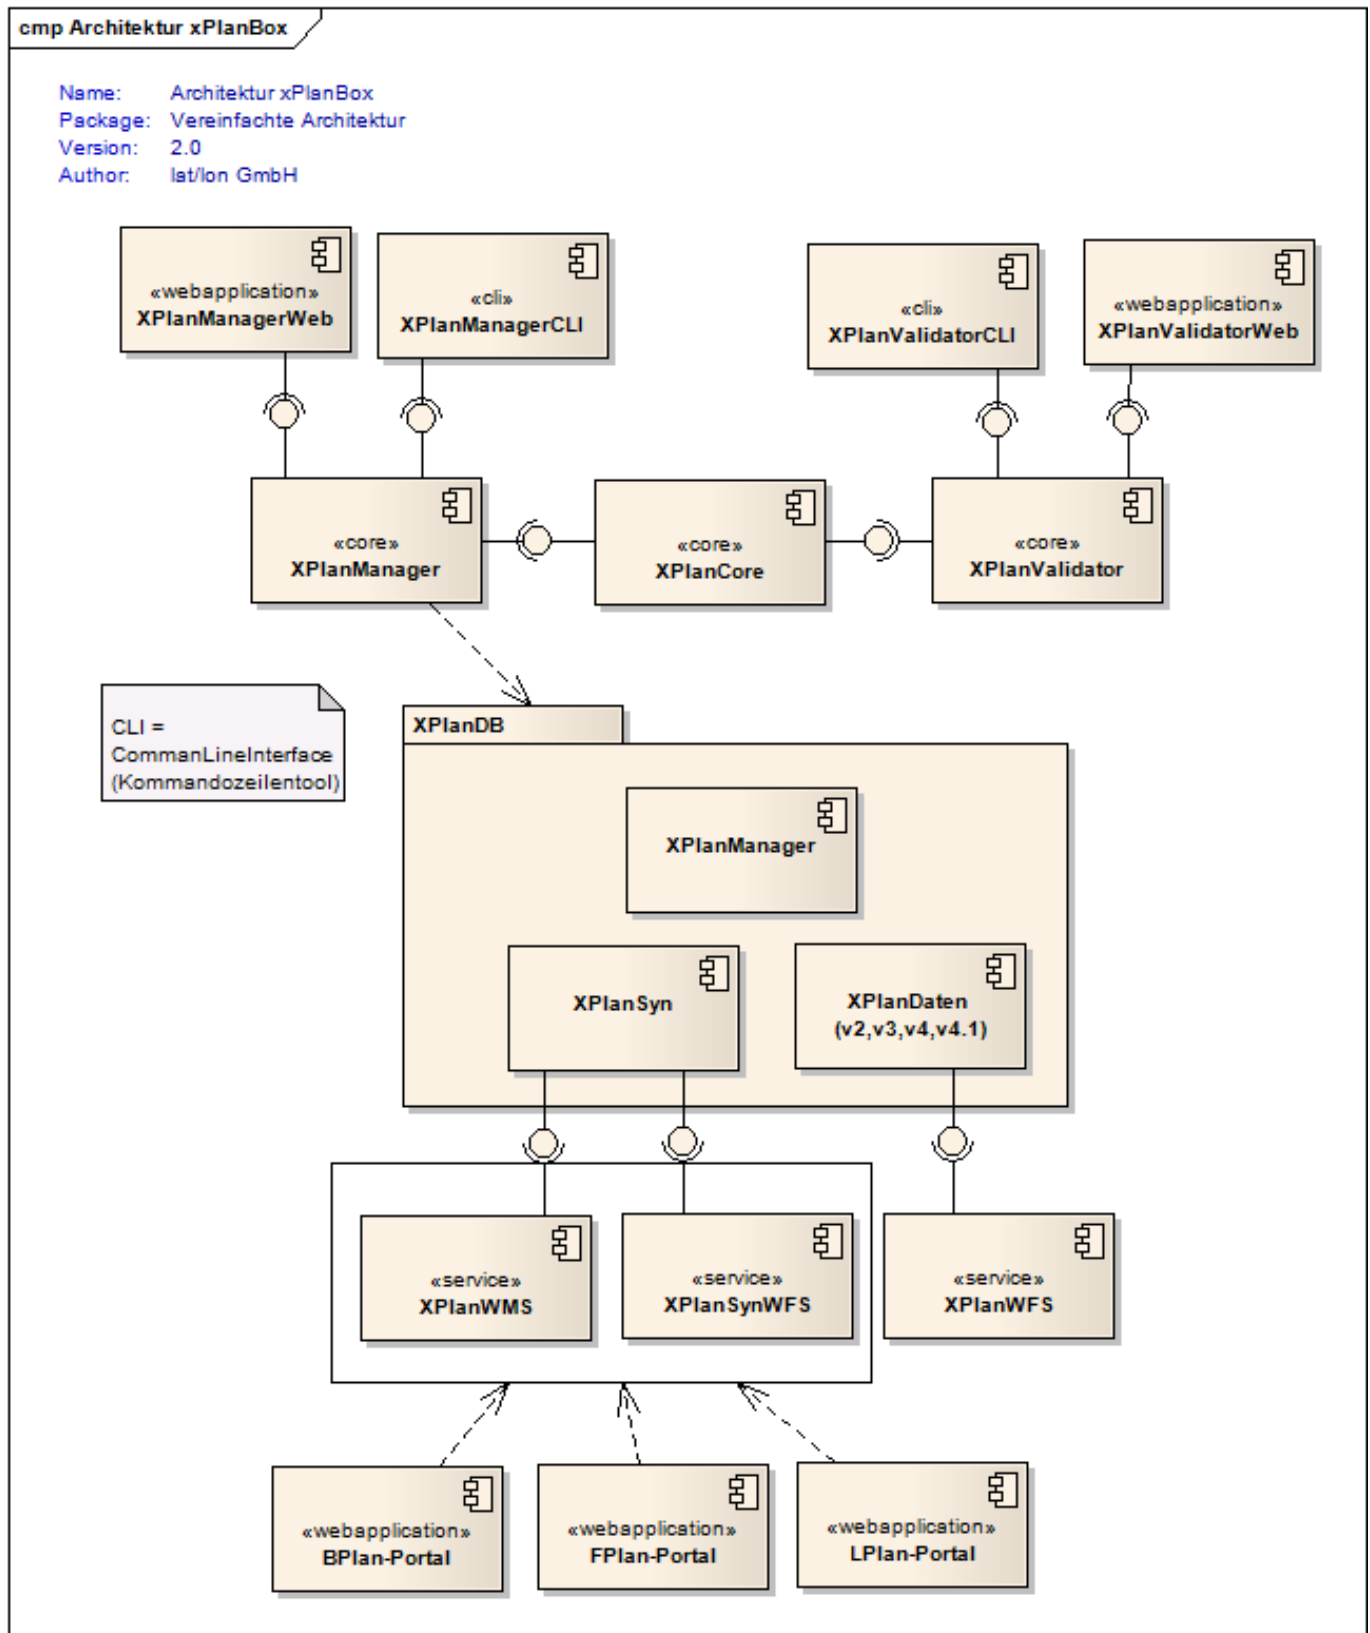 cmp Architektur xPlanBox
Name: Architektur xPlanBox
Package: Vereinfachte Architektur
Version: 2.0
Author: lat/lon GmbH
«webapplication»
XPlanManagerWeb
«cli»
XPlanManagerCLI
«cli»
XPlanValidatorCLI
«webapplication»
XPlanValidatorWeb
«core»
XPlanManager
«core»
XPlanCore
«core»
XPlanValidator
CLI =
CommanLineInterface
(Kommandozeilentool)
XPlanDB
XPlanManager
XPlanSyn
XPlanDaten
(v2,v3,v4,v4.1)
«service»
XPlanWMS
«service»
XPlanSynWFS
«service»
XPlanWFS
«webapplication»
BPlan-Portal
«webapplication»
FPlan-Portal
«webapplication»
LPlan-Portal